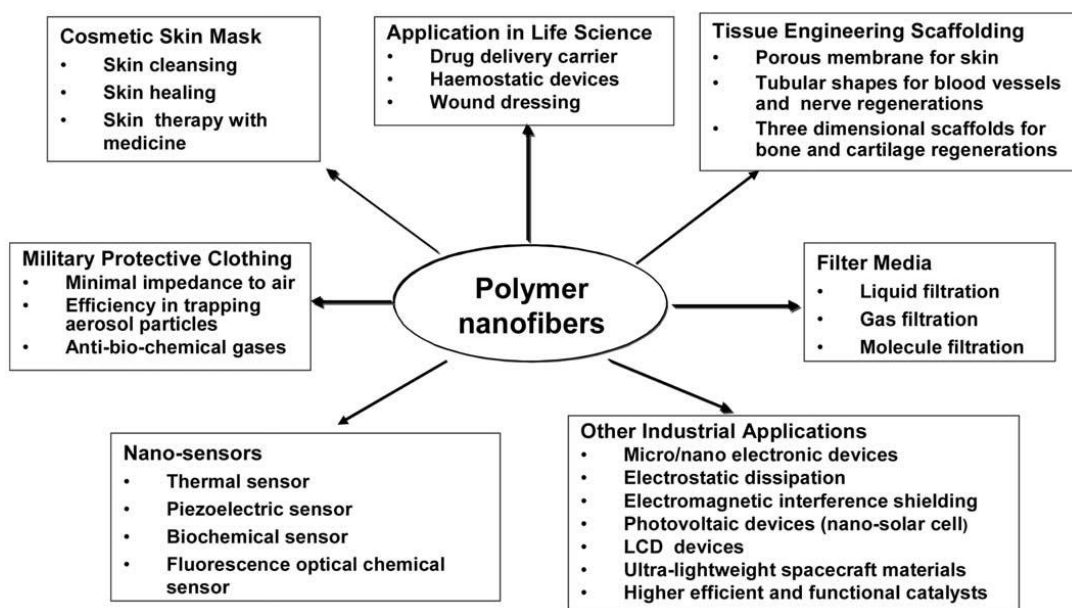 Cosmetic Skin Mask
• Skin cleansing
• Skin healing
• Skin therapy with
medicine
Application in Life Science
• Drug delivery carrier
• Haemostatic devices
• Wound dressing
Tissue Engineering Scaffolding
• Porous membrane for skin
• Tubular shapes for blood vessels
and nerve regenerations
• Three dimensional scaffolds for
bone and cartilage regenerations
Military Protective Clothing
• Minimal impedance to air
• Efficiency in trapping
aerosol particles
• Anti-bio-chemical gases
Polymer
nanofibers
Filter Media
• Liquid filtration
• Gas filtration
• Molecule filtration
Nano-sensors
• Thermal sensor
• Piezoelectric sensor
• Biochemical sensor
• Fluorescence optical chemical
sensor
Other Industrial Applications
• Micro/nano electronic devices
• Electrostatic dissipation
• Electromagnetic interference shielding
• Photovoltaic devices (nano-solar cell)
• LCD devices
• Ultra-lightweight spacecraft materials
• Higher efficient and functional catalysts